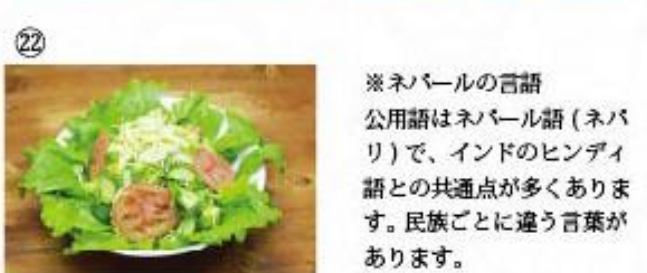 ㉒
※ネパールの言語
公用語はネパール語 ( ネパ
リ ) で、インドのヒンディ
語との共通点が多くありま
す。民族ごとに違う言葉が
あります。